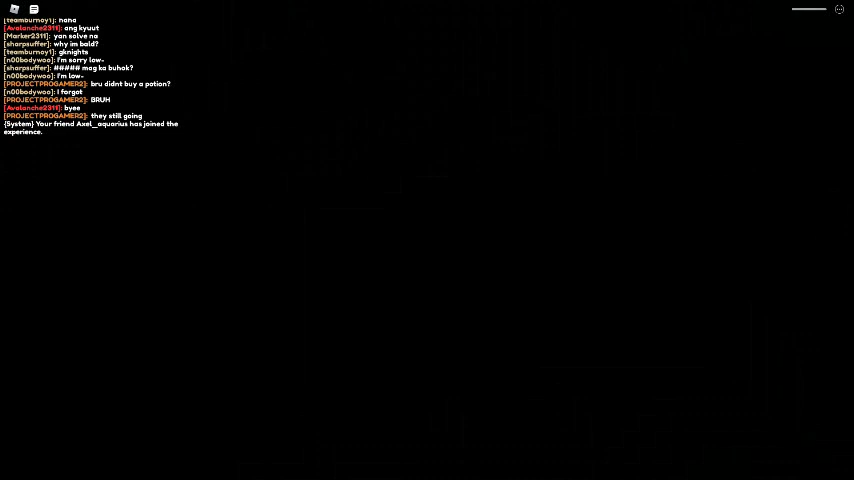 [teamburnoy1]: haha
[Avalanche2311]: ang kyuut
[Marker2311]: yan solve na
[sharpsuffer]: why im bald?
[teamburnoy1]: gknights
[n00bodywoo]: I'm sorry low-
[sharpsuffer]: ##### mag ka buhok?
[n00bodywoo]: I'm low-
[PROJECTPROGAMER2]: bru didnt buy a potion?
[n00bodywoo]: I forgot
[PROJECTPROGAMER2]: BRUH
[Avalanche2311]: byee
[PROJECTPROGAMER2]: they still going
{System} Your friend Axel__aquarius has joined the
experience.